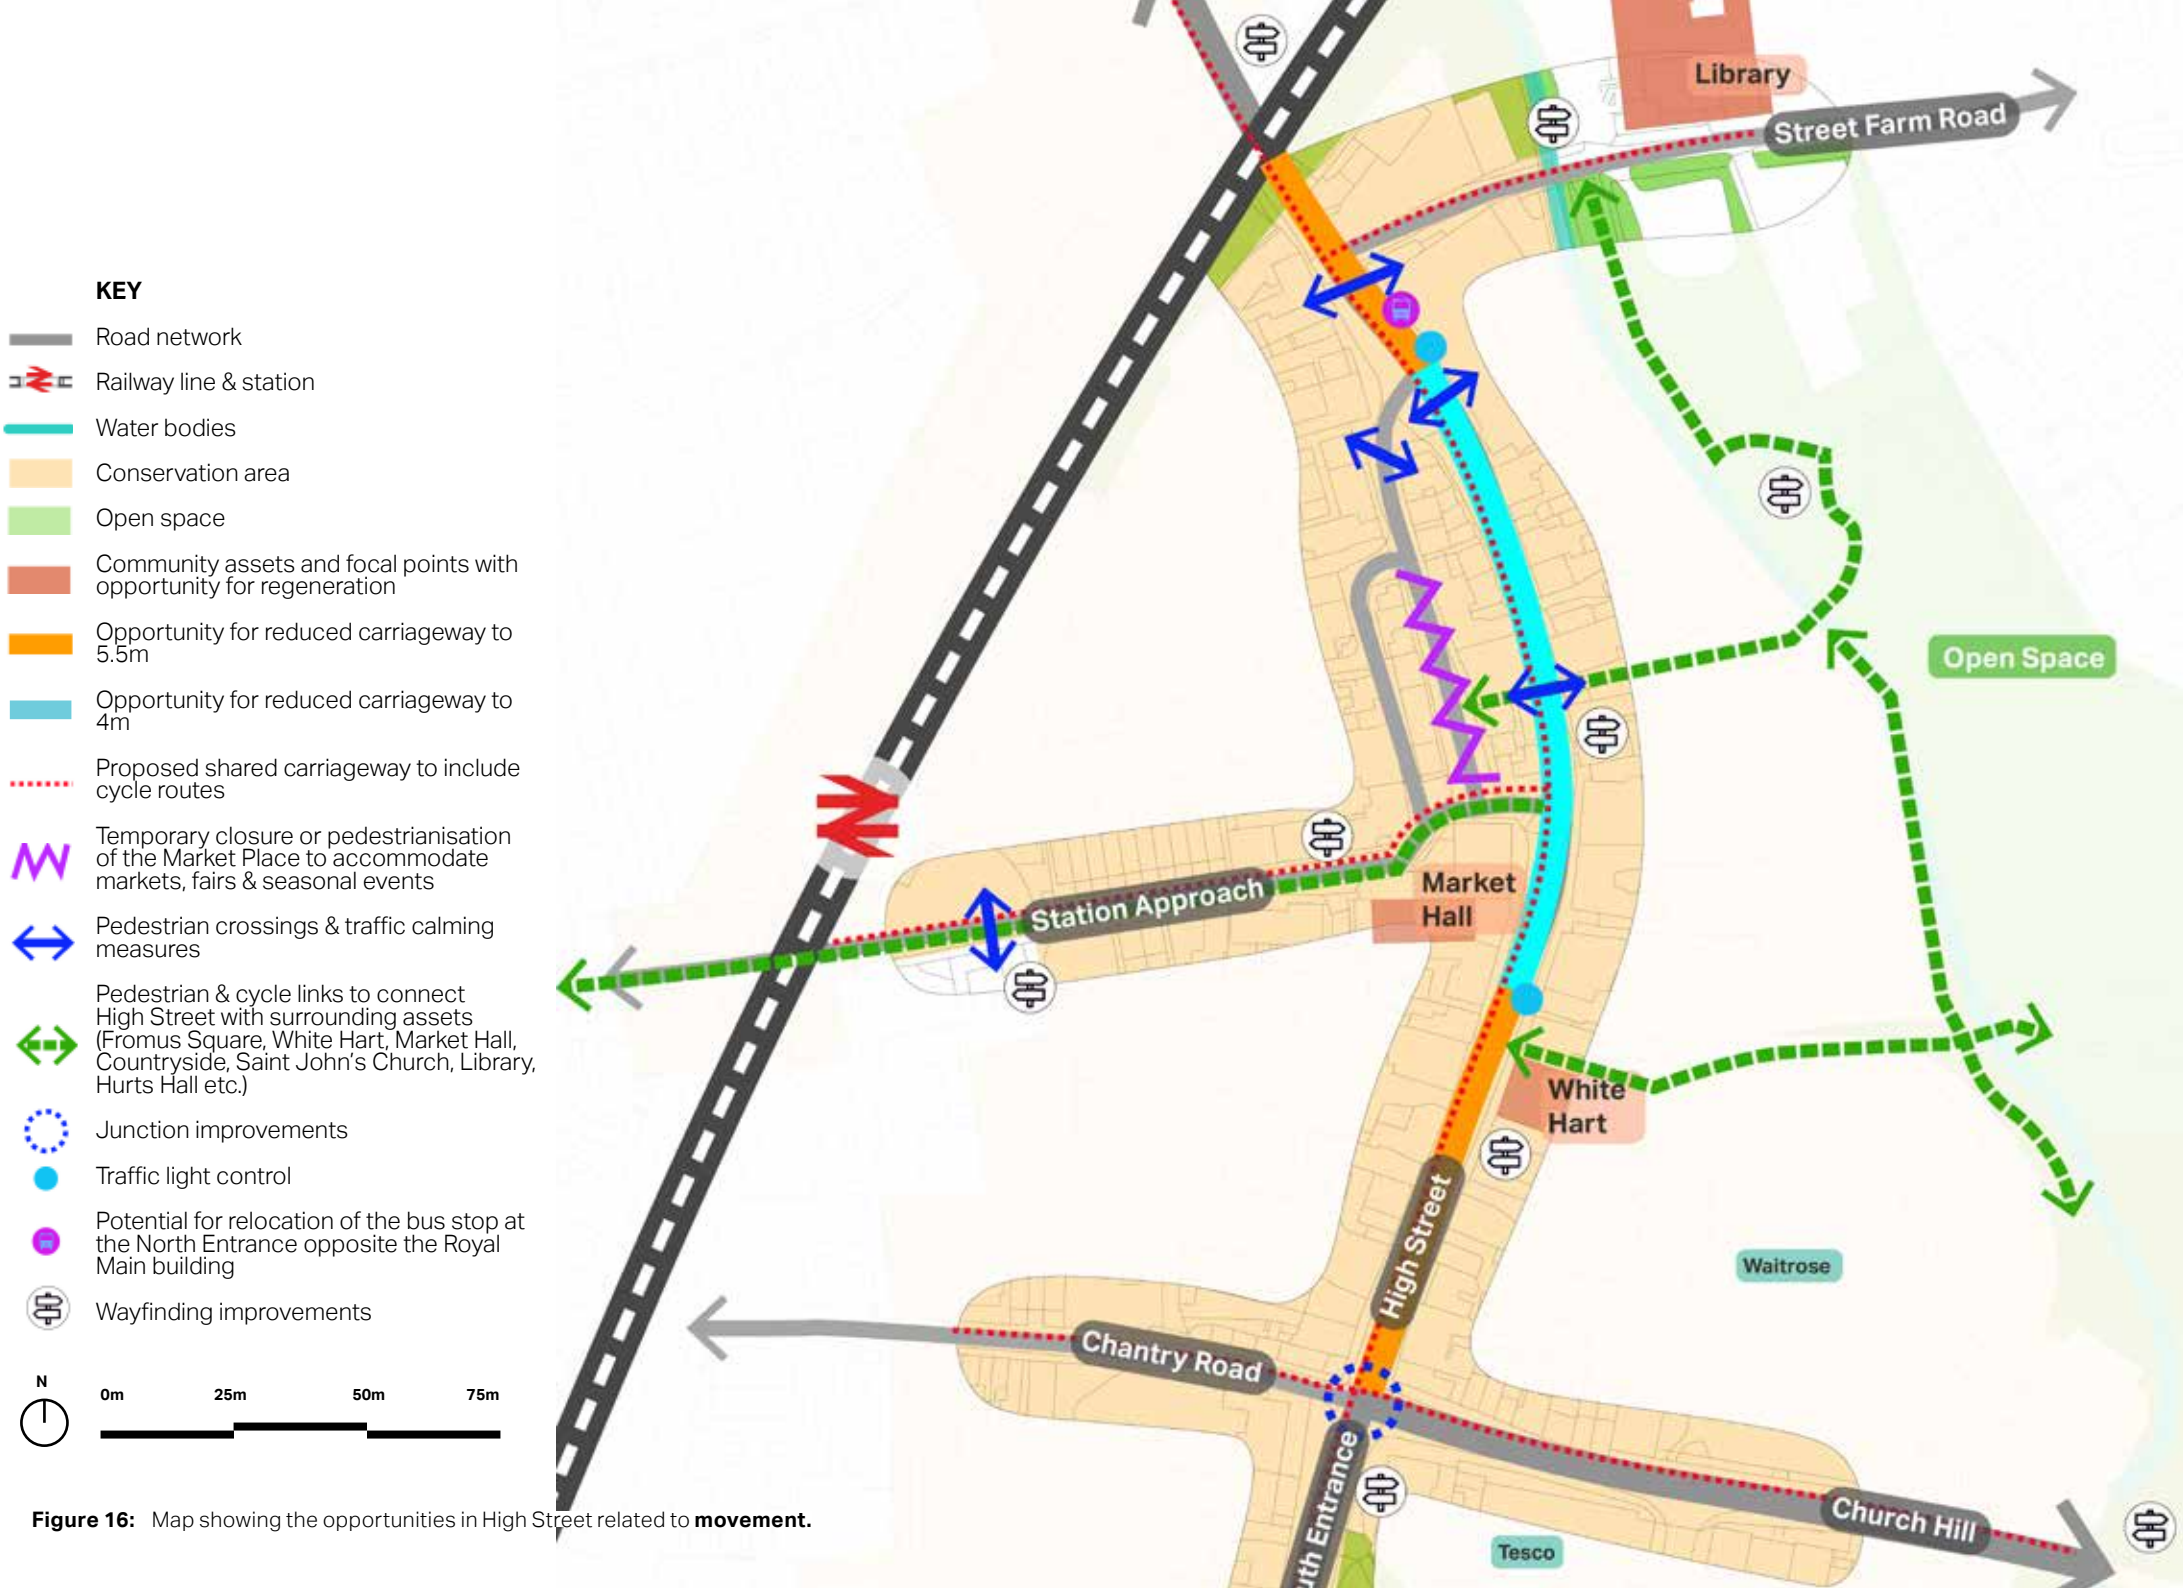 KEY
Road network
Railway line & station
Water bodies
Conservation area
Open space
Community assets and focal points with
opportunity for regeneration
Opportunity for reduced carriageway to
5.5m
Opportunity for reduced carriageway to
4m
Proposed shared carriageway to include
cycle routes
Temporary closure or pedestrianisation
of the Market Place to accommodate
markets, fairs & seasonal events
Pedestrian crossings & traffic calming
measures
Pedestrian & cycle links to connect
High Street with surrounding assets
(Fromus Square, White Hart, Market Hall,
Countryside, Saint John's Church, Library,
Hurts Hall etc.)
Junction improvements
Traffic light control
Potential for relocation of the bus stop at
the North Entrance opposite the Royal
Main building
Wayfinding improvements
N
0m 25m 50m 75m
Figure 16: Map showing the opportunities in High Street related to movement.
Library
Street Farm Road
Open Space
Market
Hall
Station Approach
White
Hart
High Street
Waitrose
Chantry Road
uth Entrance
Church Hill
Tesco